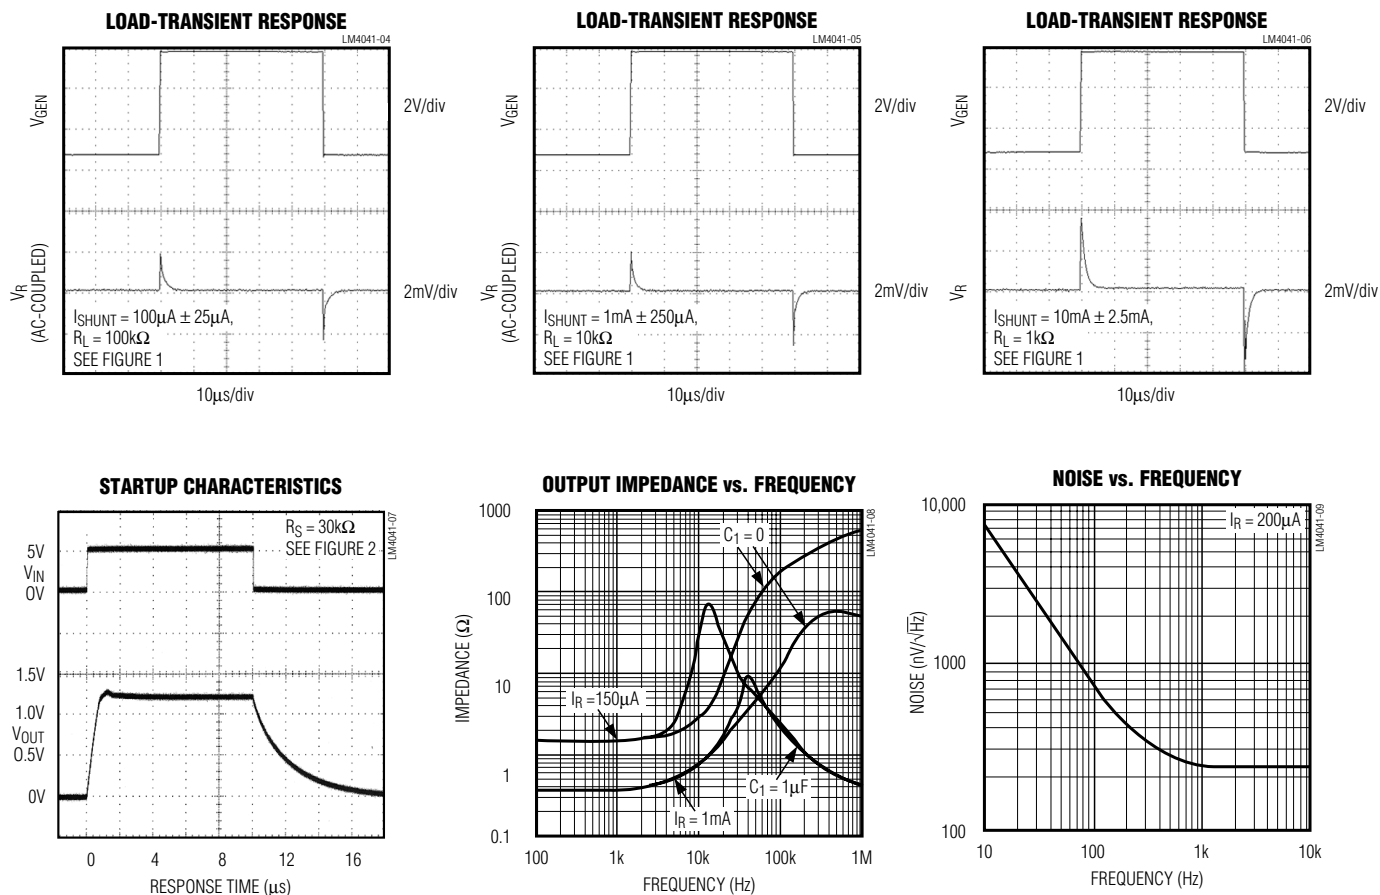 LOAD-TRANSIENT RESPONSE
LM4041-04
VGEN
2V/div
VR
(AC-COUPLED)
2mV/div
ISHUNT = 100μA ± 25μA,
RL = 100kΩ
SEE FIGURE 1
10μs/div
LOAD-TRANSIENT RESPONSE
LM4041-05
VGEN
2V/div
VR
(AC-COUPLED)
2mV/div
ISHUNT = 1mA ± 250μA,
RL = 10kΩ
SEE FIGURE 1
10μs/div
LOAD-TRANSIENT RESPONSE
LM4041-06
VGEN
2V/div
VR
2mV/div
ISHUNT = 10mA ± 2.5mA,
RL = 1kΩ
SEE FIGURE 1
10μs/div
STARTUP CHARACTERISTICS
LM4041-07
RS = 30kΩ
SEE FIGURE 2
5V
VIN
0V
1.5V
1.0V
VOUT
0.5V
0V
0 4 8 12 16
RESPONSE TIME (μs)
OUTPUT IMPEDANCE vs. FREQUENCY
LM4041-08
1000
100
10
1
0.1
IMPEDANCE (Ω)
C1 = 0
IR = 150μA
C1 = 1μF
IR = 1mA
100 1k 10k 100k 1M
FREQUENCY (Hz)
NOISE vs. FREQUENCY
LM4041-09
IR = 200μA
10,000
1000
100
NOISE (nV/√Hz)
10 100 1k 10k
FREQUENCY (Hz)